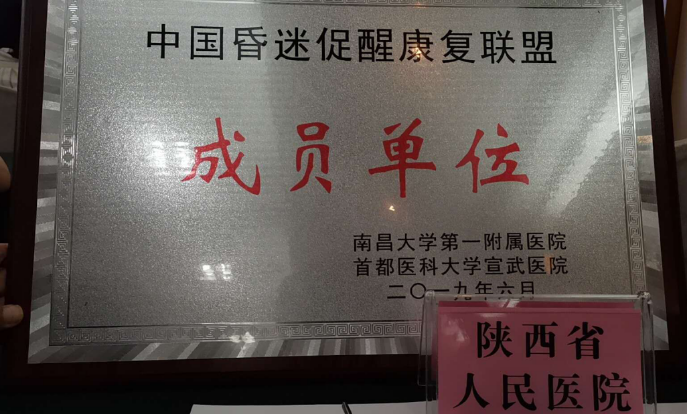 中国昏迷促醒康复联盟
成员单位
南昌大学第一附属医院
首都医科大学宣武医院
二〇一九年六月
陕西省
人民医院